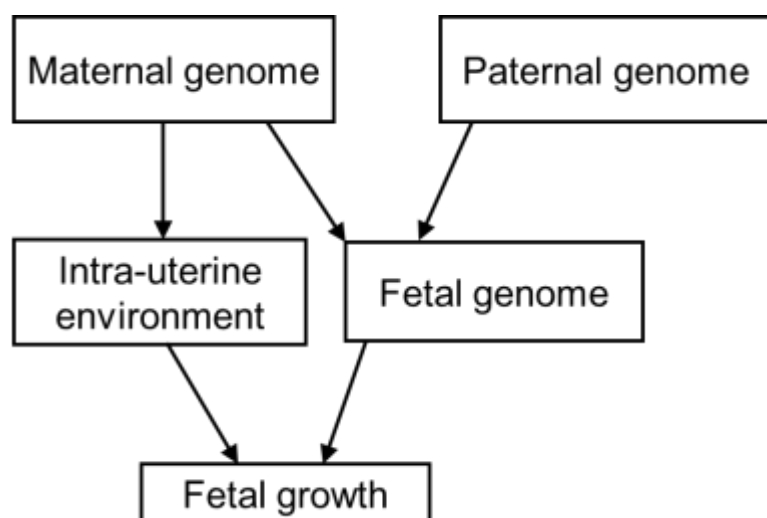 Maternal genome
Paternal genome
Intra-uterine
environment
Fetal genome
Fetal growth